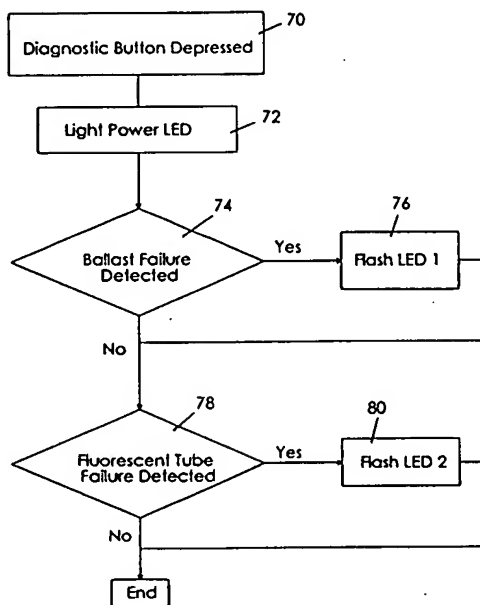 70
Diagnostic Button Depressed
72
Light Power LED
74
76
Ballast Failure
Detected
Yes
Flash LED 1
No
78
80
Fluorescent Tube
Failure Detected
Yes
Flash LED 2
No
End